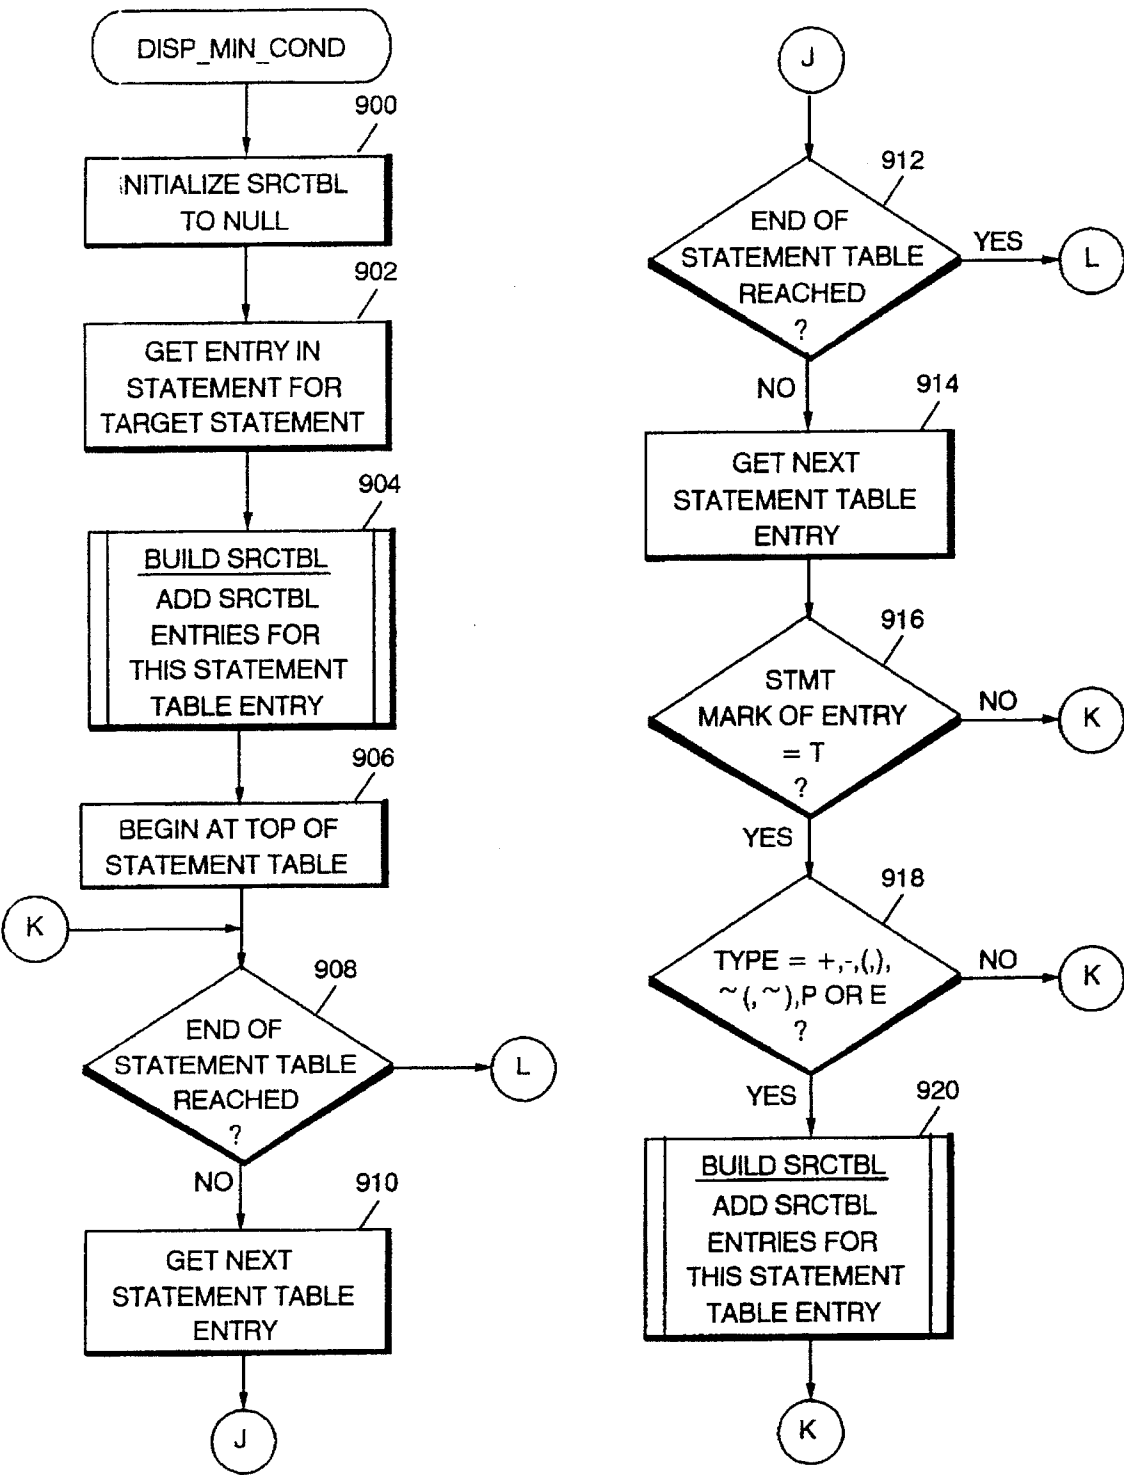 DISP_MIN_COND
900
INITIALIZE SRCTBL
TO NULL
902
GET ENTRY IN
STATEMENT FOR
TARGET STATEMENT
904
BUILD SRCTBL
ADD SRCTBL
ENTRIES FOR
THIS STATEMENT
TABLE ENTRY
906
BEGIN AT TOP OF
STATEMENT TABLE
K
908
END OF
STATEMENT TABLE
REACHED
?
L
NO
910
GET NEXT
STATEMENT TABLE
ENTRY
J
J
912
END OF
STATEMENT TABLE
REACHED
?
YES
L
NO
914
GET NEXT
STATEMENT TABLE
ENTRY
916
STMT
MARK OF ENTRY
= T
?
NO
K
YES
918
TYPE = +,-,(,),
~(,~),P OR E
?
NO
K
YES
920
BUILD SRCTBL
ADD SRCTBL
ENTRIES FOR
THIS STATEMENT
TABLE ENTRY
K